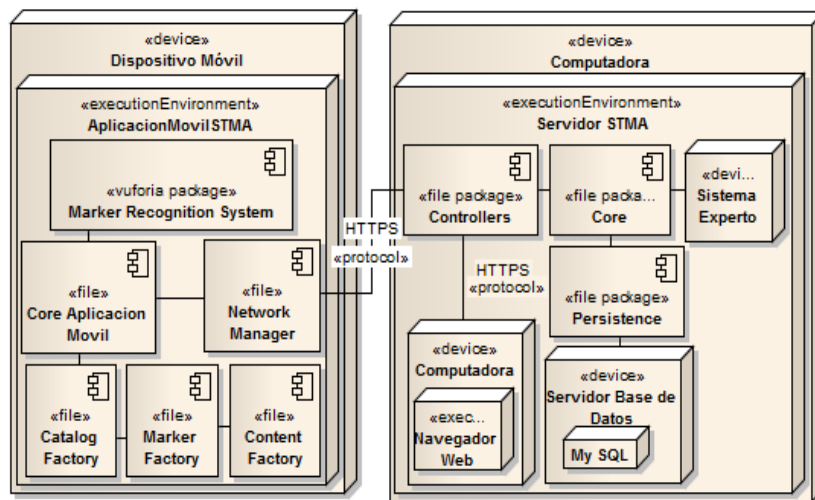 «device»
Dispositivo Móvil
«executionEnvironment»
AplicacionMovilSTMA
«vuforia package»
Marker Recognition System
«file»
Core Aplicacion
Movil
«file»
Network
Manager
«file»
Catalog
Factory
«file»
Marker
Factory
«file»
Content
Factory
HTTPS
«protocol»
«device»
Computadora
«executionEnvironment»
Servidor STMA
«file package»
Controllers
«file packa...
Core
«devi...
Sistema
Experto
HTTPS
«protocol»
«file package»
Persistence
«device»
Computadora
«exec...
Navegador
Web
«device»
Servidor Base de
Datos
My SQL